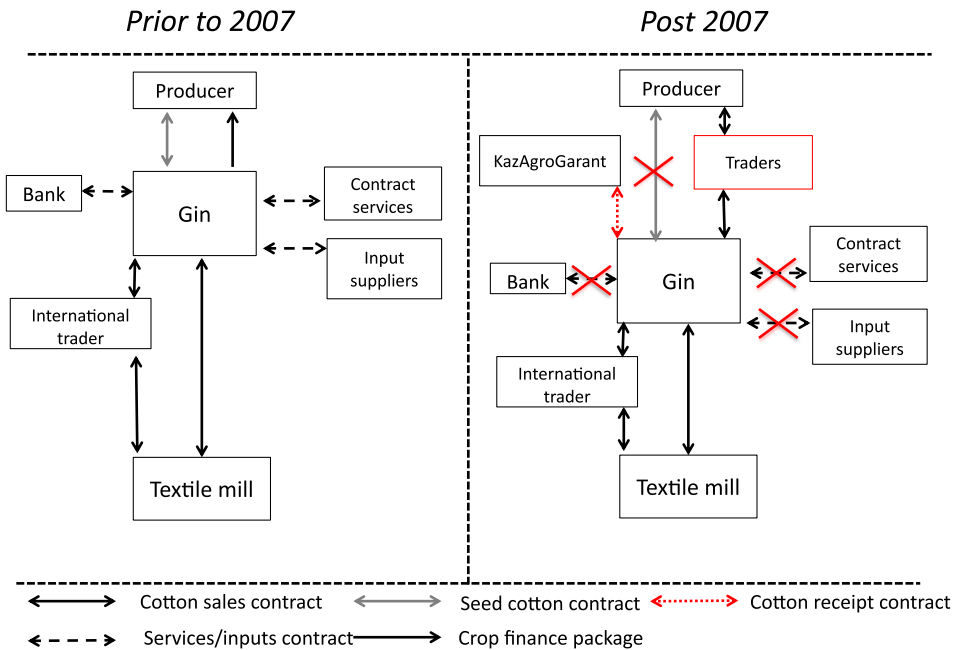 Prior to 2007
Producer
Bank
Gin
Contract
services
Input
suppliers
International
trader
Textile mill
Post 2007
Producer
KazAgroGarant
Traders
Bank
Gin
Contract
services
Input
suppliers
International
trader
Textile mill
Cotton sales contract
Seed cotton contract
Cotton receipt contract
Services/inputs contract
Crop finance package